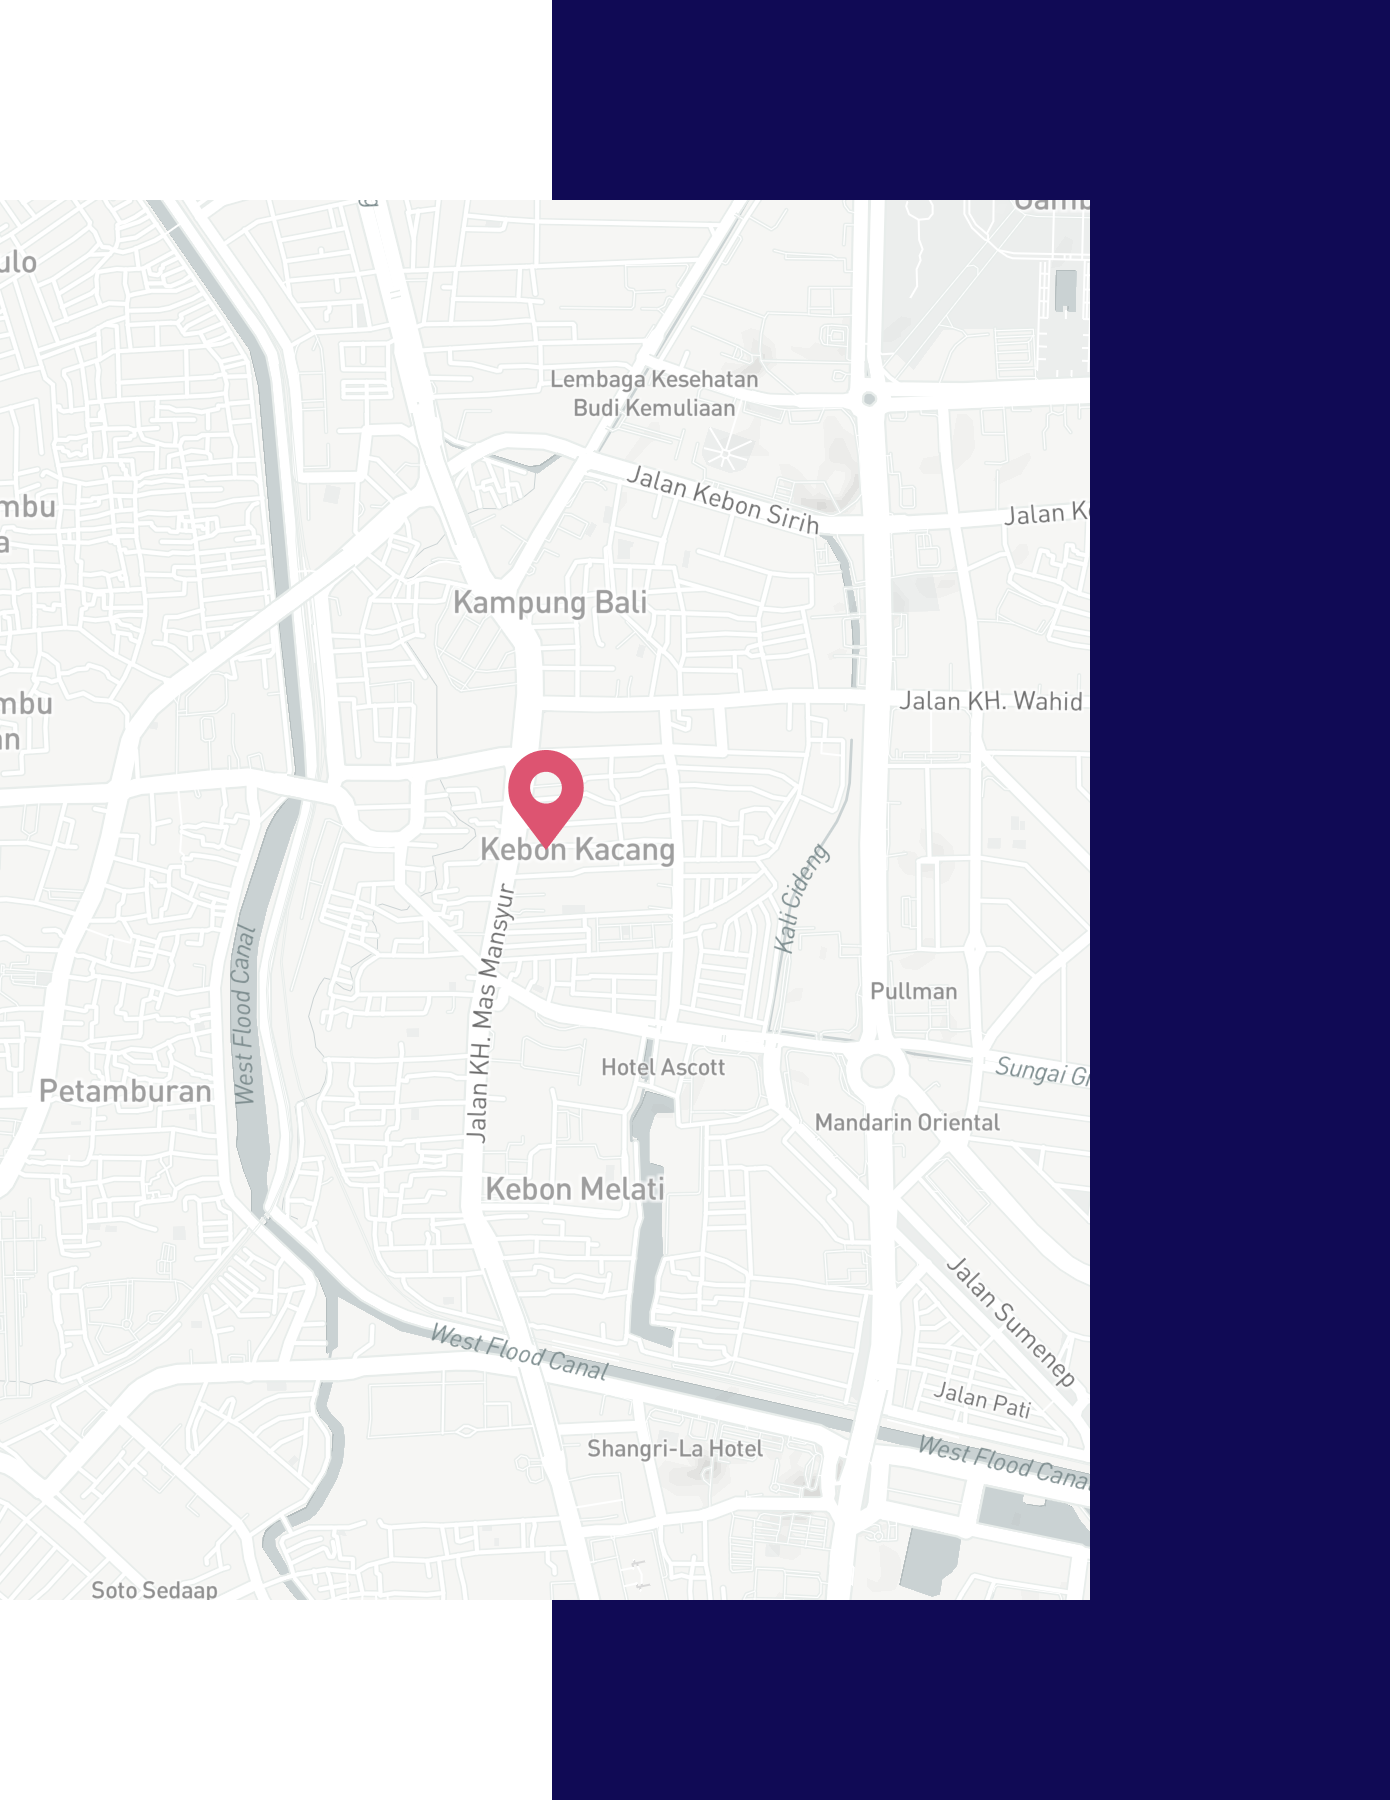 ulo
Lembaga Kesehatan
Budi Kemuliaan
Jalan Kebon Sirih
mbu
a
Kampung Bali
mbu
an
Jalan KH. Wahid
Kebon Kacang
Kali Cideng
Jalan KH. Mas Mansyur
West Flood Canal
Pullman
Hotel Ascott
Sungai
Petamburan
Mandarin Oriental
Kebon Melati
Jalan Sumenep
West Flood Canal
Jalan Pati
Shangri-La Hotel
West Flood Canal
Soto Sedaap
Jalan